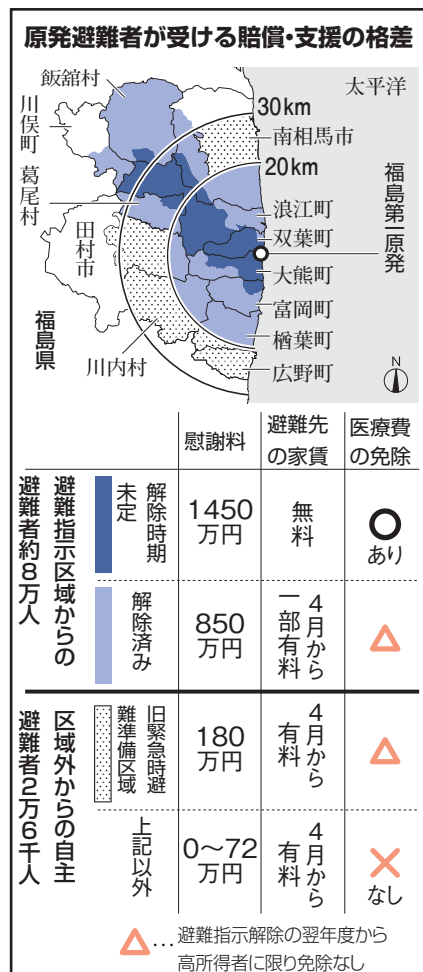 原発避難者が受ける賠償・支援の格差
飯舘村
太平洋
川俣町
30km
南相馬市
20km
葛尾村
浪江町
福島第一原発
双葉町
田村市
大熊町
富岡町
福島県
楢葉町
川内村
広野町
N
慰謝料
避難先の家賃
医療費の免除
避難指示区域からの避難者約8万人
解除時期未定
1450万円
無料
あり
解除済み
850万円
4月から一部有料
△
区域外からの自主避難者2万6千人
旧緊急時避難準備区域
180万円
4月から有料
△
上記以外
0〜72万円
4月から有料
なし
△…避難指示解除の翌年度から
高所得者に限り免除なし